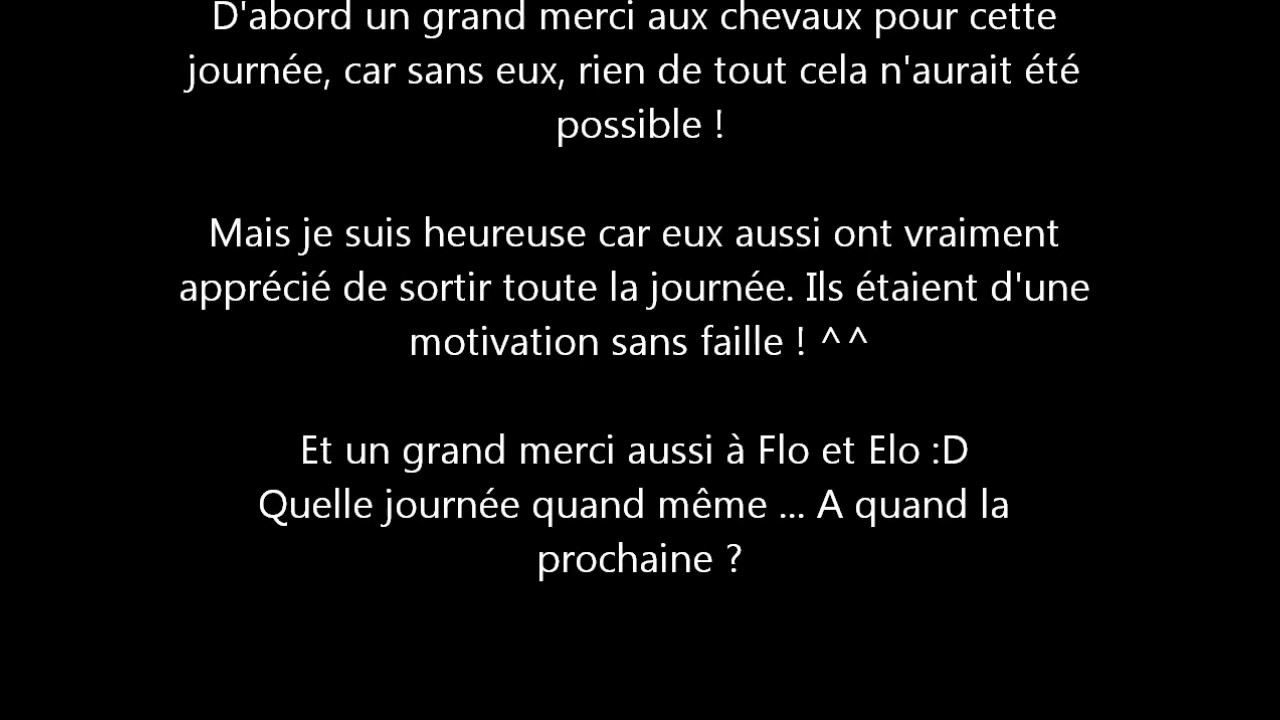 D'abord un grand merci aux chevaux pour cette
journée, car sans eux, rien de tout cela n'aurait été
possible !
Mais je suis heureuse car eux aussi ont vraiment
apprécié de sortir toute la journée. Ils étaient d'une
motivation sans faille ! ^^
Et un grand merci aussi à Flo et Elo :D
Quelle journée quand même ... A quand la
prochaine ?